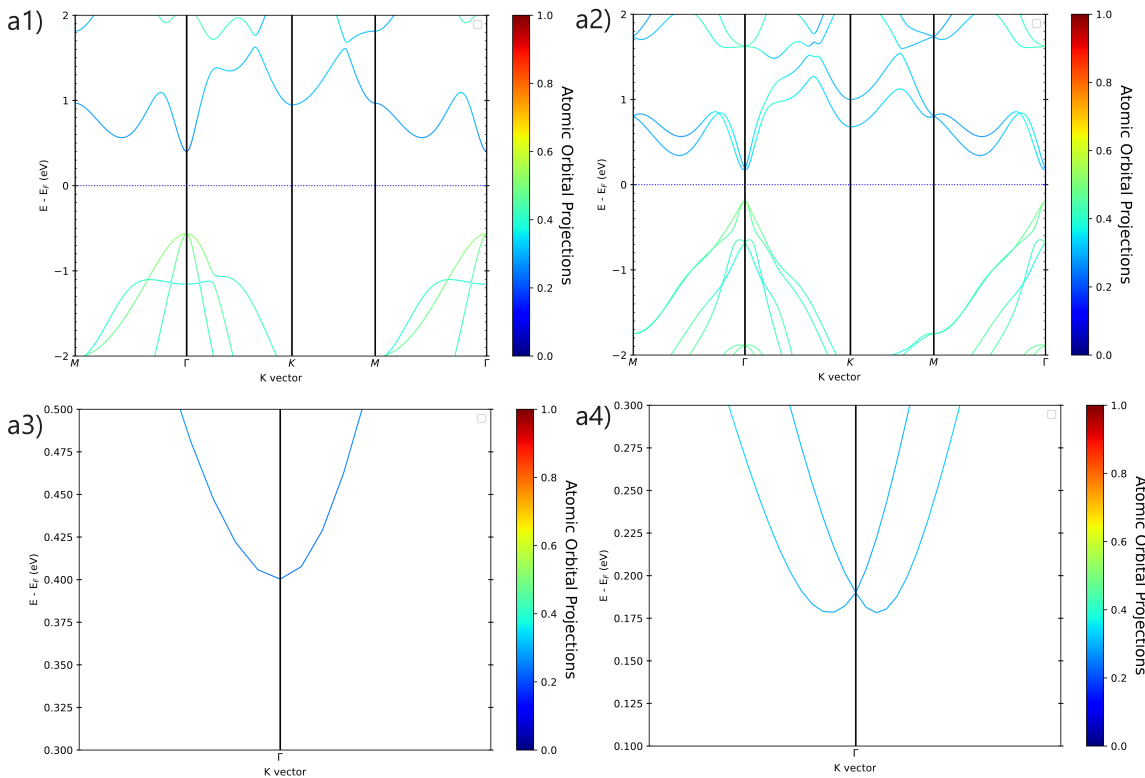 a1)
2
1
0
−1
−2
E - E_F (eV)
M
Γ
K
M
Γ
K vector
1.0
0.8
0.6
0.4
0.2
0.0
Atomic Orbital Projections
a2)
2
1
0
−1
−2
E - E_F (eV)
M
Γ
K
M
Γ
K vector
1.0
0.8
0.6
0.4
0.2
0.0
Atomic Orbital Projections
a3)
0.500
0.475
0.450
0.425
0.400
0.375
0.350
0.325
0.300
E - E_F (eV)
Γ
K vector
1.0
0.8
0.6
0.4
0.2
0.0
Atomic Orbital Projections
a4)
0.300
0.275
0.250
0.225
0.200
0.175
0.150
0.125
0.100
E - E_F (eV)
Γ
K vector
1.0
0.8
0.6
0.4
0.2
0.0
Atomic Orbital Projections